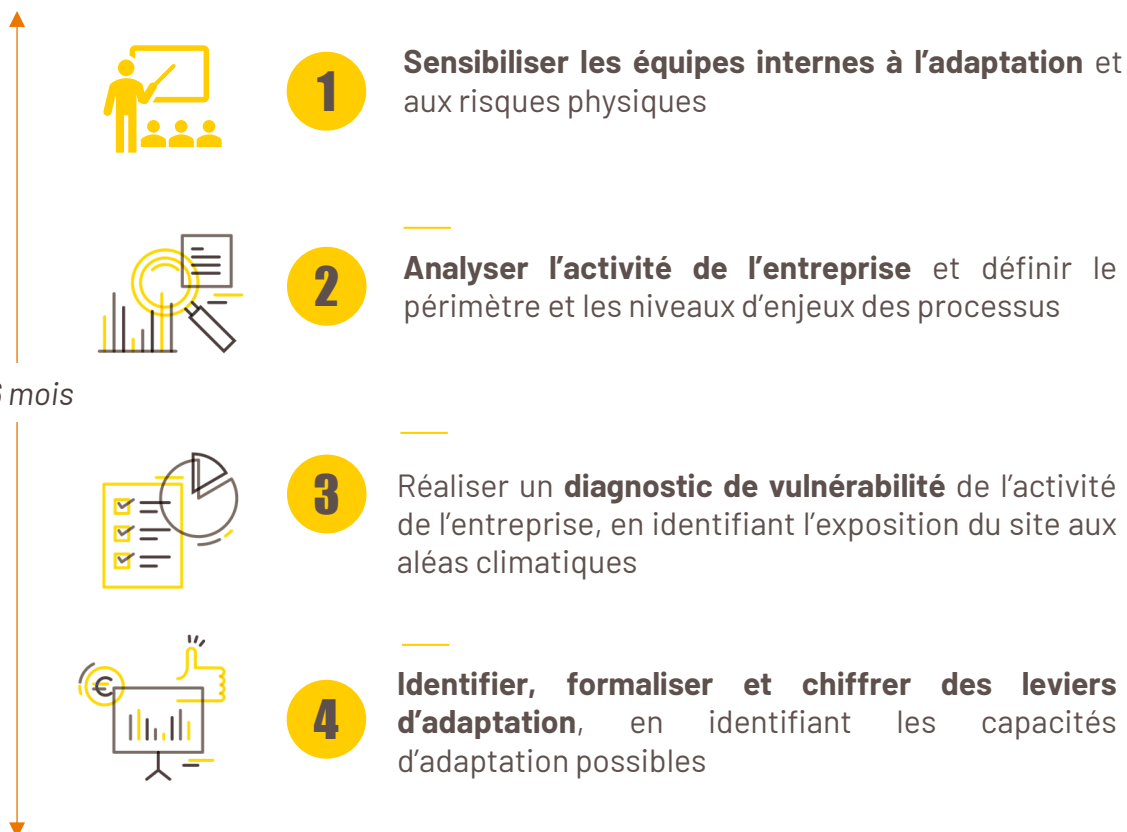 1
Sensibiliser les équipes internes à l'adaptation et
aux risques physiques
2
Analyser l'activité de l'entreprise et définir le
périmètre et les niveaux d'enjeux des processus
mois
3
Réaliser un diagnostic de vulnérabilité de l'activité
de l'entreprise, en identifiant l'exposition du site aux
aléas climatiques
€
4
Identifier, formaliser et chiffrer des leviers
d'adaptation, en identifiant les capacités
d'adaptation possibles